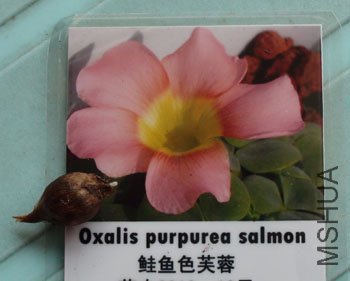 Oxalis purpurea salmon
鲑鱼色芙蓉
MSHUA